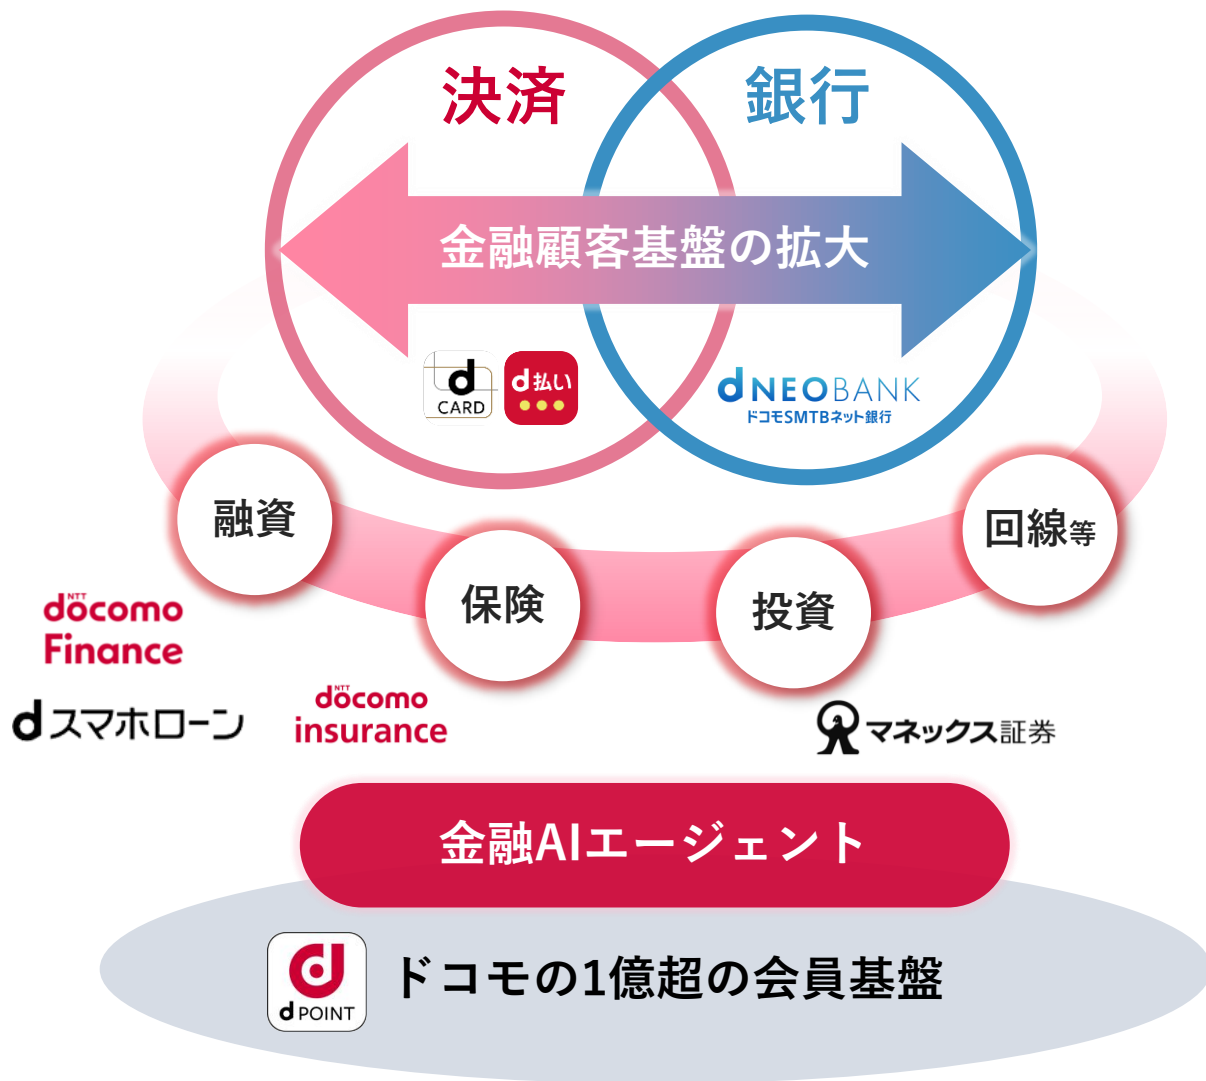 決済
銀行
金融顧客基盤の拡大
d
CARD
d払い
d NEOBANK
ドコモSMTBネット銀行
融資
保険
投資
回線等
NTT
docomo
Finance
dスマホローン
NTT
docomo
insurance
マネックス証券
金融AIエージェント
d POINT
ドコモの1億超の会員基盤